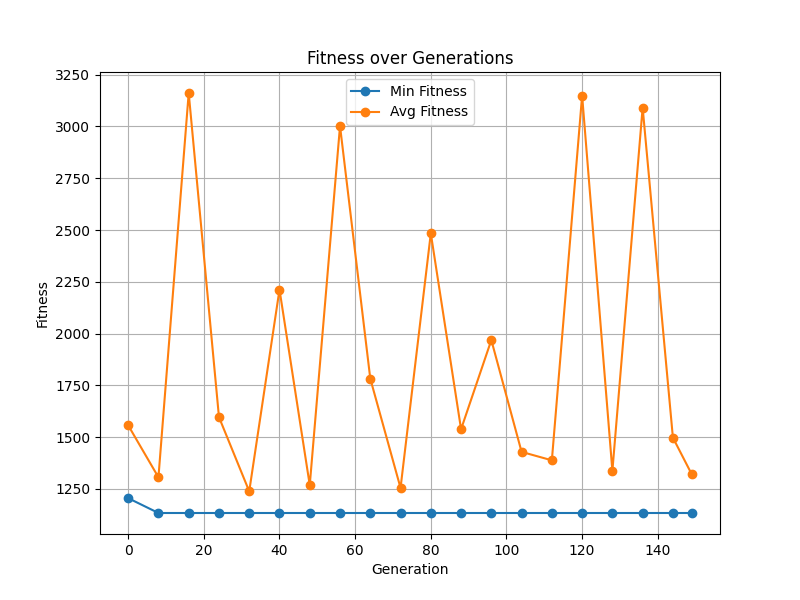 Fitness over Generations
Min Fitness
Avg Fitness
3250
3000
2750
2500
2250
2000
1750
1500
1250
Fitness
0 20 40 60 80 100 120 140
Generation